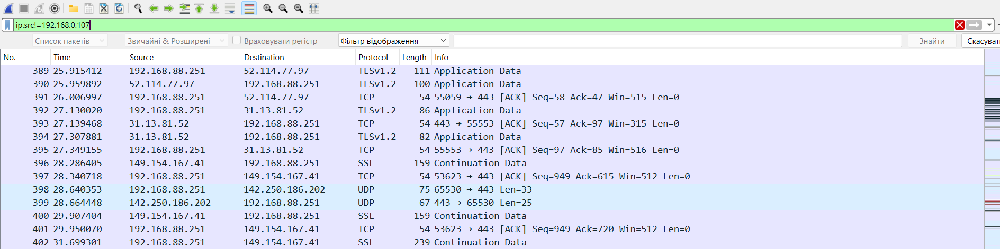 ip.src!=192.168.0.107
Список пакетів Звичайні & Розширені Враховувати регістр Фільтр відображення Знайти Скасувати
No. Time Source Destination Protocol Length Info
389 25.915412 192.168.88.251 52.114.77.97 TLSv1.2 111 Application Data
390 25.959892 52.114.77.97 192.168.88.251 TLSv1.2 100 Application Data
391 26.006997 192.168.88.251 52.114.77.97 TCP 54 55059 → 443 [ACK] Seq=58 Ack=47 Win=515 Len=0
392 27.130020 192.168.88.251 31.13.81.52 TLSv1.2 86 Application Data
393 27.139468 31.13.81.52 192.168.88.251 TCP 54 443 → 55553 [ACK] Seq=57 Ack=97 Win=315 Len=0
394 27.307881 31.13.81.52 192.168.88.251 TLSv1.2 82 Application Data
395 27.349155 192.168.88.251 31.13.81.52 TCP 54 55553 → 443 [ACK] Seq=97 Ack=85 Win=516 Len=0
396 28.286405 149.154.167.41 192.168.88.251 SSL 159 Continuation Data
397 28.340718 192.168.88.251 149.154.167.41 TCP 54 53623 → 443 [ACK] Seq=949 Ack=615 Win=512 Len=0
398 28.640353 192.168.88.251 142.250.186.202 UDP 75 65530 → 443 Len=33
399 28.664448 142.250.186.202 192.168.88.251 UDP 67 443 → 65530 Len=25
400 29.907404 149.154.167.41 192.168.88.251 SSL 159 Continuation Data
401 29.950070 192.168.88.251 149.154.167.41 TCP 54 53623 → 443 [ACK] Seq=949 Ack=720 Win=512 Len=0
402 31.699301 192.168.88.251 149.154.167.41 SSL 239 Continuation Data